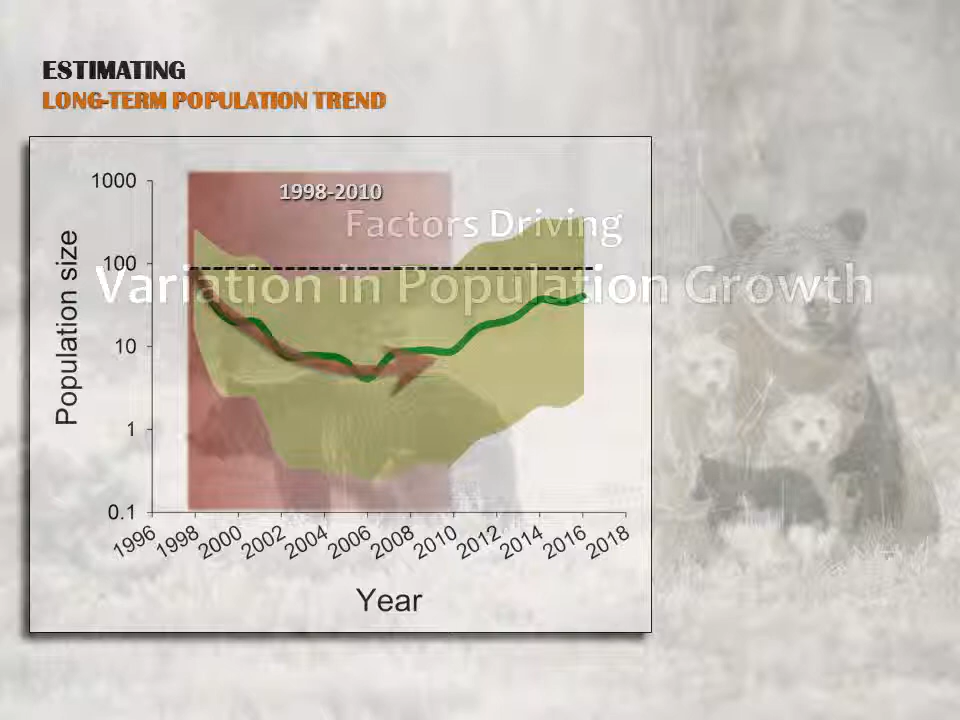 ESTIMATING
LONG-TERM POPULATION TREND
1998-2010
Factors Driving
Variation in Population Growth
Population size
1000
100
10
1
0.1
1996 1998 2000 2002 2004 2006 2008 2010 2012 2014 2016 2018
Year